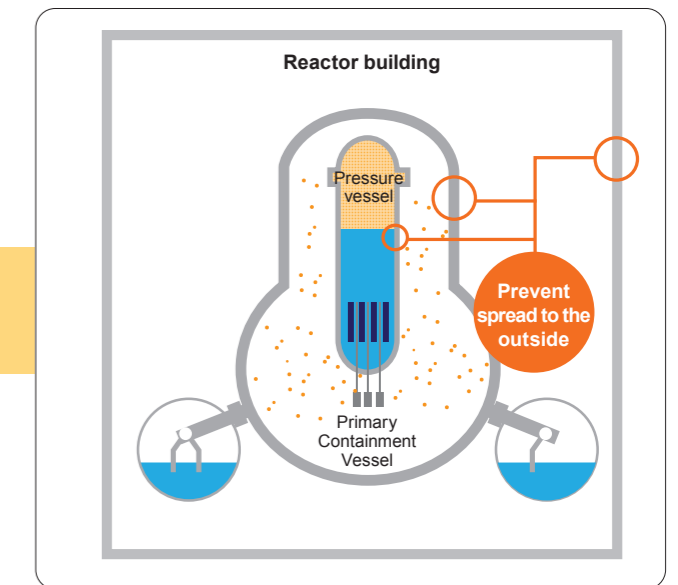 Reactor building
Pressure
vessel
Prevent
spread to the
outside
Primary
Containment
Vessel